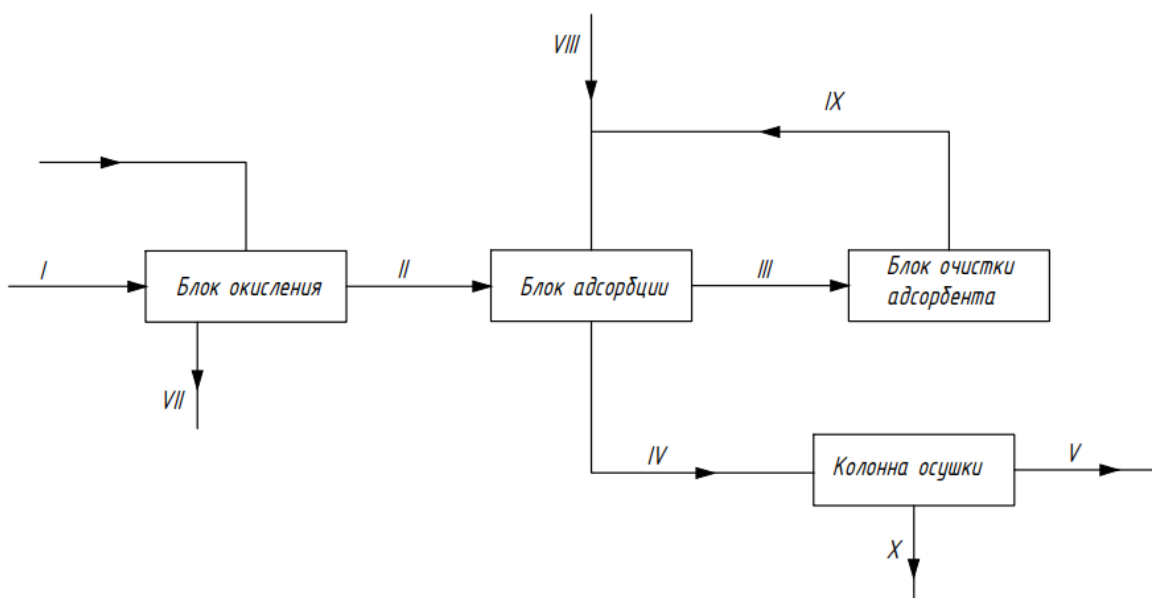 VIII
IX
I
Блок окисления
II
Блок адсорбции
III
Блок очистки
адсорбента
VII
IV
Колонна осушки
V
X